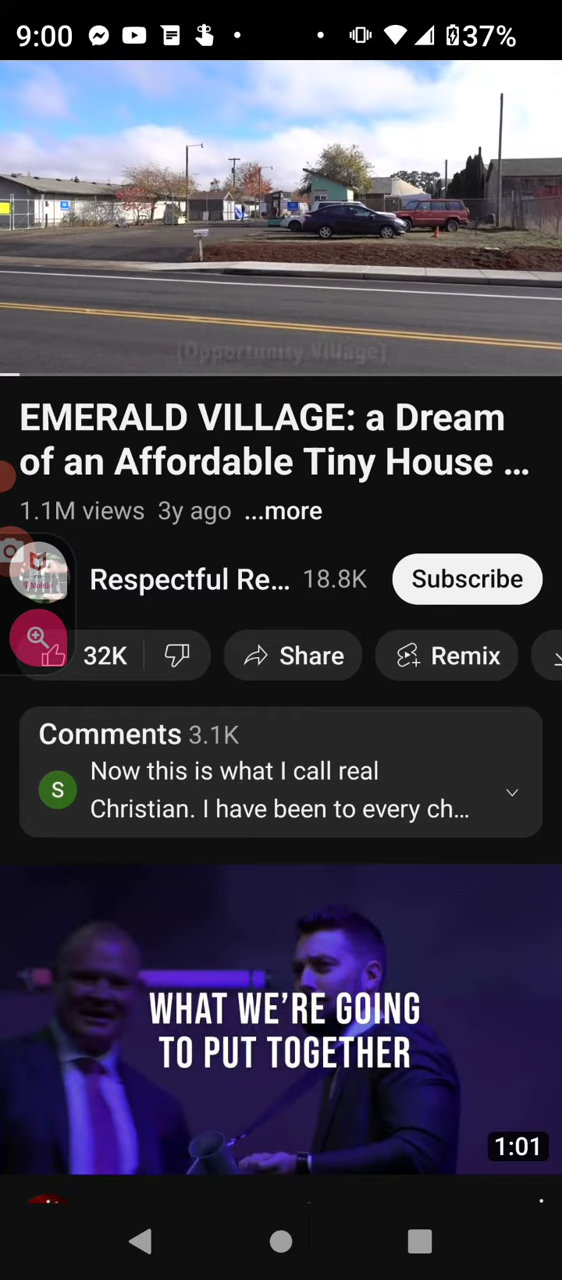 9:00 37%
(Opportunity Village)
EMERALD VILLAGE: a Dream
of an Affordable Tiny House ...
1.1M views 3y ago ...more
Respectful Re... 18.8K Subscribe
32K Share Remix
Comments 3.1K
S
Now this is what I call real
Christian. I have been to every ch...
WHAT WE'RE GOING
TO PUT TOGETHER
1:01